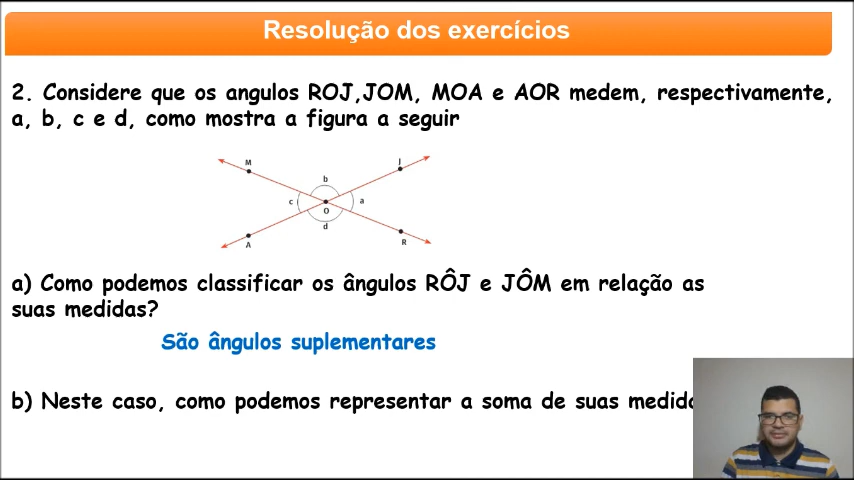 Resolução dos exercícios
2. Considere que os angulos ROJ,JOM, MOA e AOR medem, respectivamente,
a, b, c e d, como mostra a figura a seguir
M
J
b
c
a
O
d
A
R
a) Como podemos classificar os ângulos RÔJ e JÔM em relação as
suas medidas?
São ângulos suplementares
b) Neste caso, como podemos representar a soma de suas